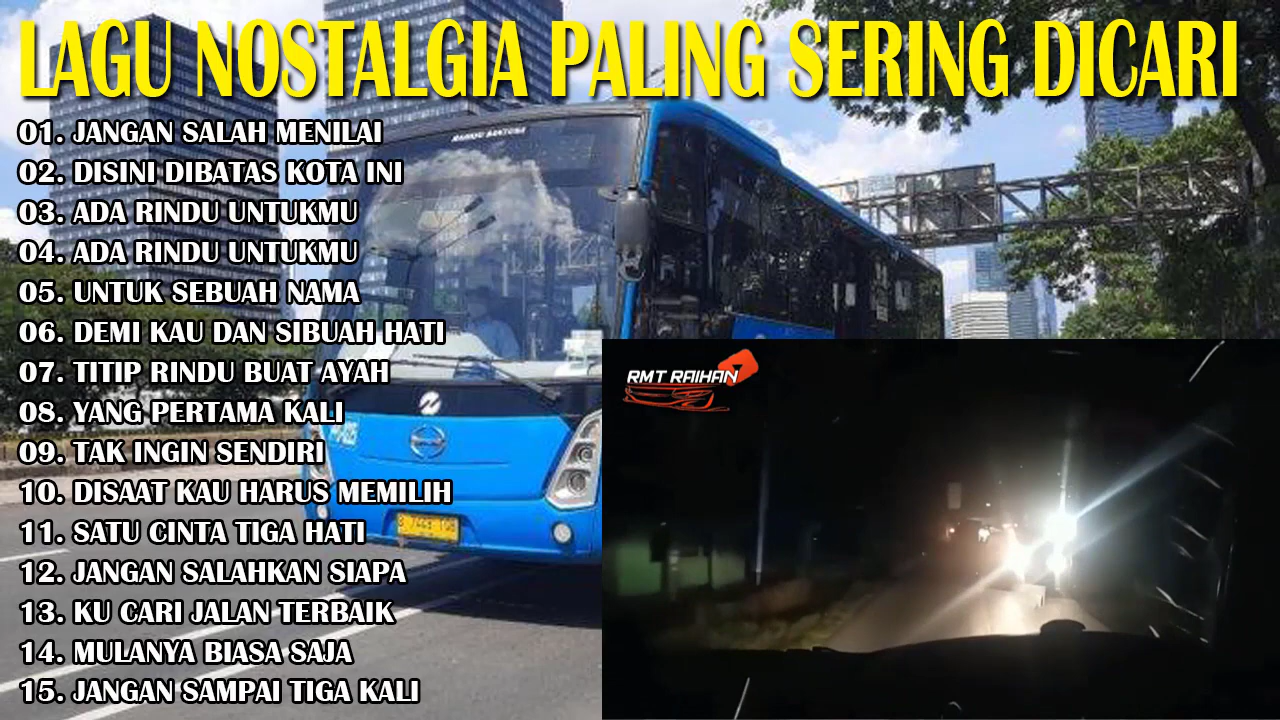 LAGU NOSTALGIA PALING SERING DICARI
01. JANGAN SALAH MENILAI
02. DISINI DIBATAS KOTA INI
03. ADA RINDU UNTUKMU
04. ADA RINDU UNTUKMU
05. UNTUK SEBUAH NAMA
06. DEMI KAU DAN SIBUAH HATI
07. TITIP RINDU BUAT AYAH
08. YANG PERTAMA KALI
09. TAK INGIN SENDIRI
10. DISAAT KAU HARUS MEMILIH
11. SATU CINTA TIGA HATI
12. JANGAN SALAHKAN SIAPA
13. KU CARI JALAN TERBAIK
14. MULANYA BIASA SAJA
15. JANGAN SAMPAI TIGA KALI
RMT RAIHAN